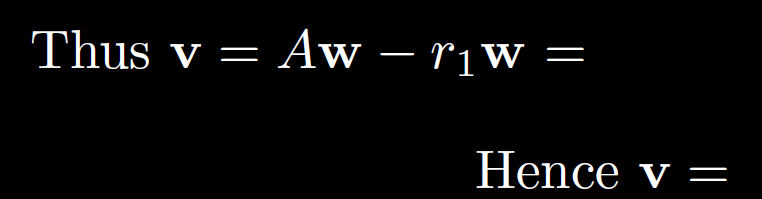 Thus v = Aw − r₁w =
Hence v =